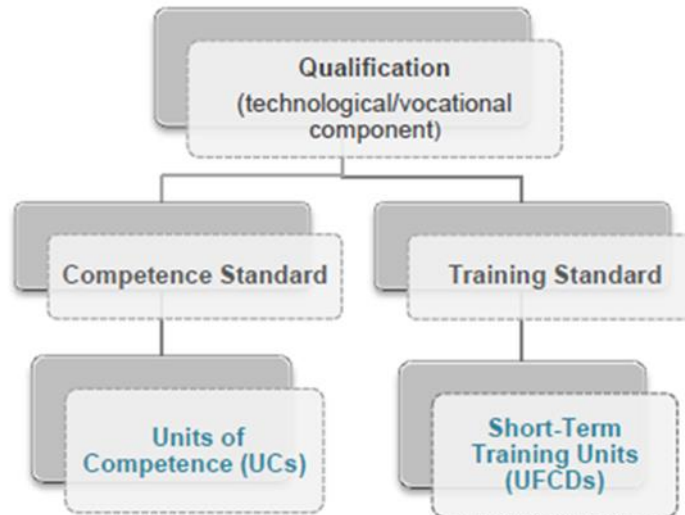 Qualification
(technological/vocational
component)
Competence Standard
Training Standard
Units of
Competence (UCs)
Short-Term
Training Units
(UFCDs)